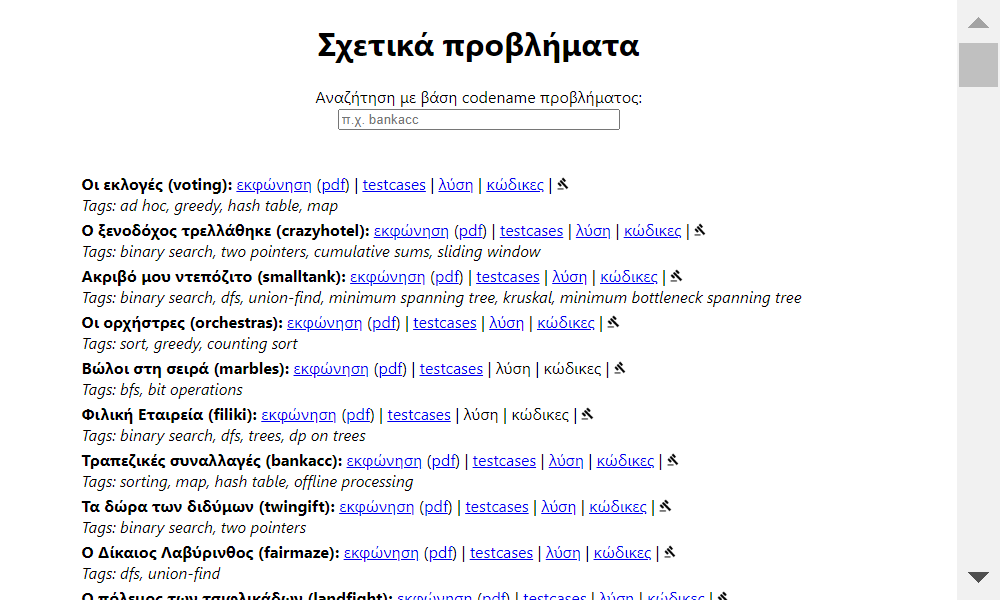 Σχετικά προβλήματα
Αναζήτηση με βάση codename προβλήματος:
π.χ. bankacc
Οι εκλογές (voting): εκφώνηση (pdf) | testcases | λύση | κώδικες |
Tags: ad hoc, greedy, hash table, map
Ο ξενοδόχος τρελλάθηκε (crazyhotel): εκφώνηση (pdf) | testcases | λύση | κώδικες |
Tags: binary search, two pointers, cumulative sums, sliding window
Ακριβό μου ντεπόζιτο (smalltank): εκφώνηση (pdf) | testcases | λύση | κώδικες |
Tags: binary search, dfs, union-find, minimum spanning tree, kruskal, minimum bottleneck spanning tree
Οι ορχήστρες (orchestras): εκφώνηση (pdf) | testcases | λύση | κώδικες |
Tags: sort, greedy, counting sort
Βώλοι στη σειρά (marbles): εκφώνηση (pdf) | testcases | λύση | κώδικες |
Tags: bfs, bit operations
Φιλική Εταιρεία (filiki): εκφώνηση (pdf) | testcases | λύση | κώδικες |
Tags: binary search, dfs, trees, dp on trees
Τραπεζικές συναλλαγές (bankacc): εκφώνηση (pdf) | testcases | λύση | κώδικες |
Tags: sorting, map, hash table, offline processing
Τα δώρα των διδύμων (twingift): εκφώνηση (pdf) | testcases | λύση | κώδικες |
Tags: binary search, two pointers
Ο Δίκαιος Λαβύρινθος (fairmaze): εκφώνηση (pdf) | testcases | λύση | κώδικες |
Tags: dfs, union-find
Ο πόλεμος των τσιφλικάδων (landfight): εκφώνηση (pdf) | testcases | λύση | κώδικες |